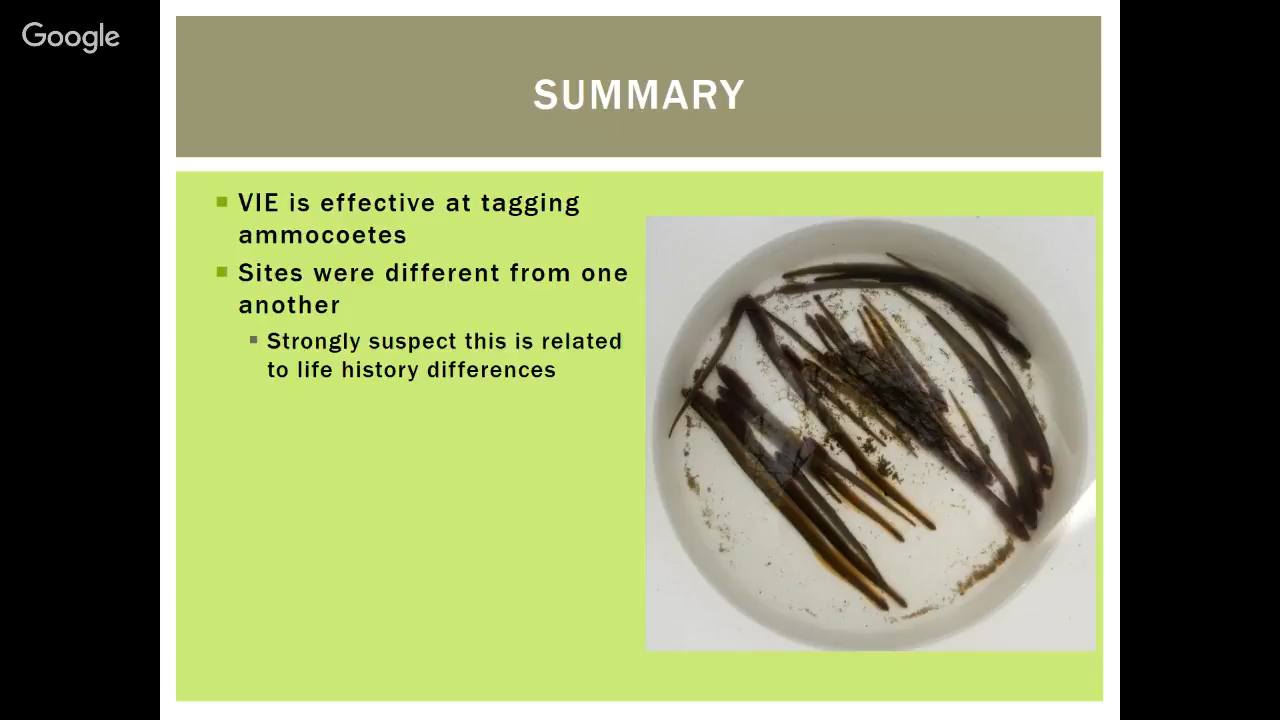 Google
SUMMARY
VIE is effective at tagging
ammocoetes
Sites were different from one
another
Strongly suspect this is related
to life history differences